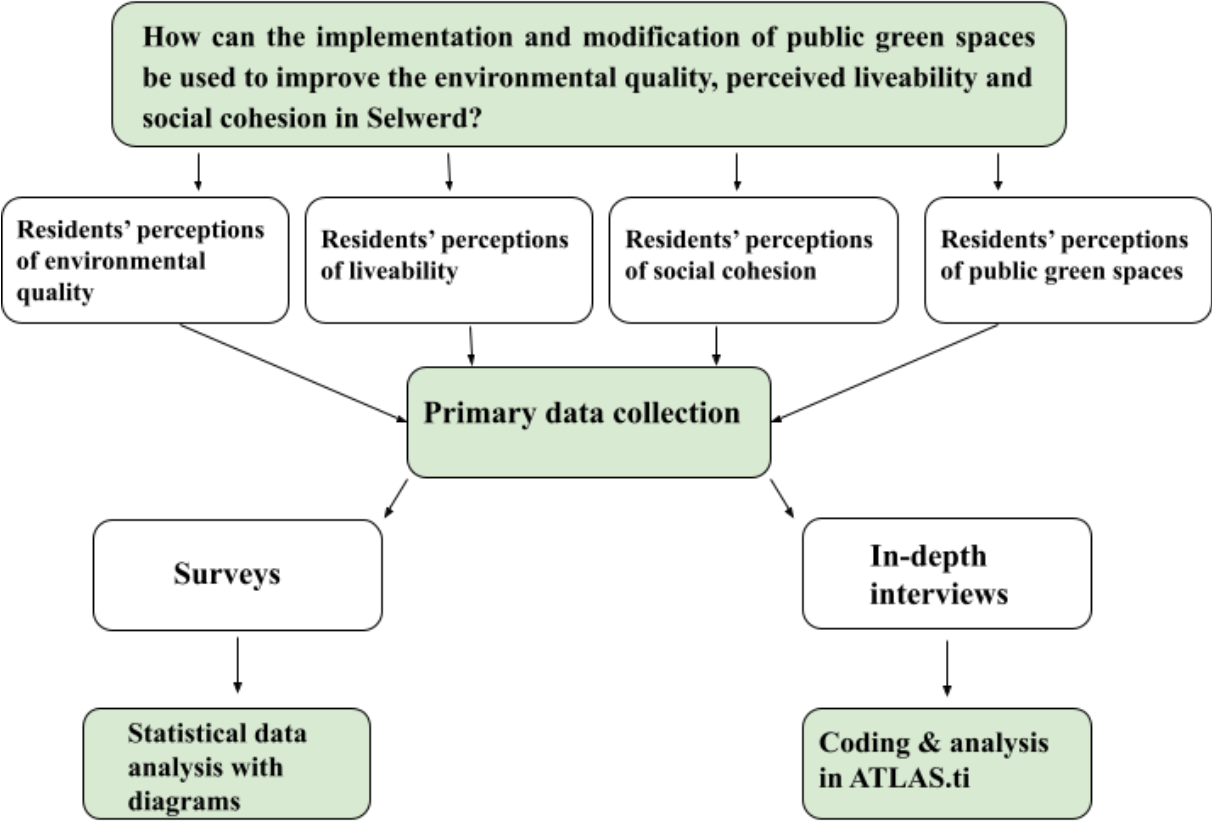 How can the implementation and modification of public green spaces
be used to improve the environmental quality, perceived liveability and
social cohesion in Selwerd?
Residents’ perceptions
of environmental
quality
Residents’ perceptions
of liveability
Residents’ perceptions
of social cohesion
Residents’ perceptions
of public green spaces
Primary data collection
Surveys
In-depth
interviews
Statistical data
analysis with
diagrams
Coding & analysis
in ATLAS.ti